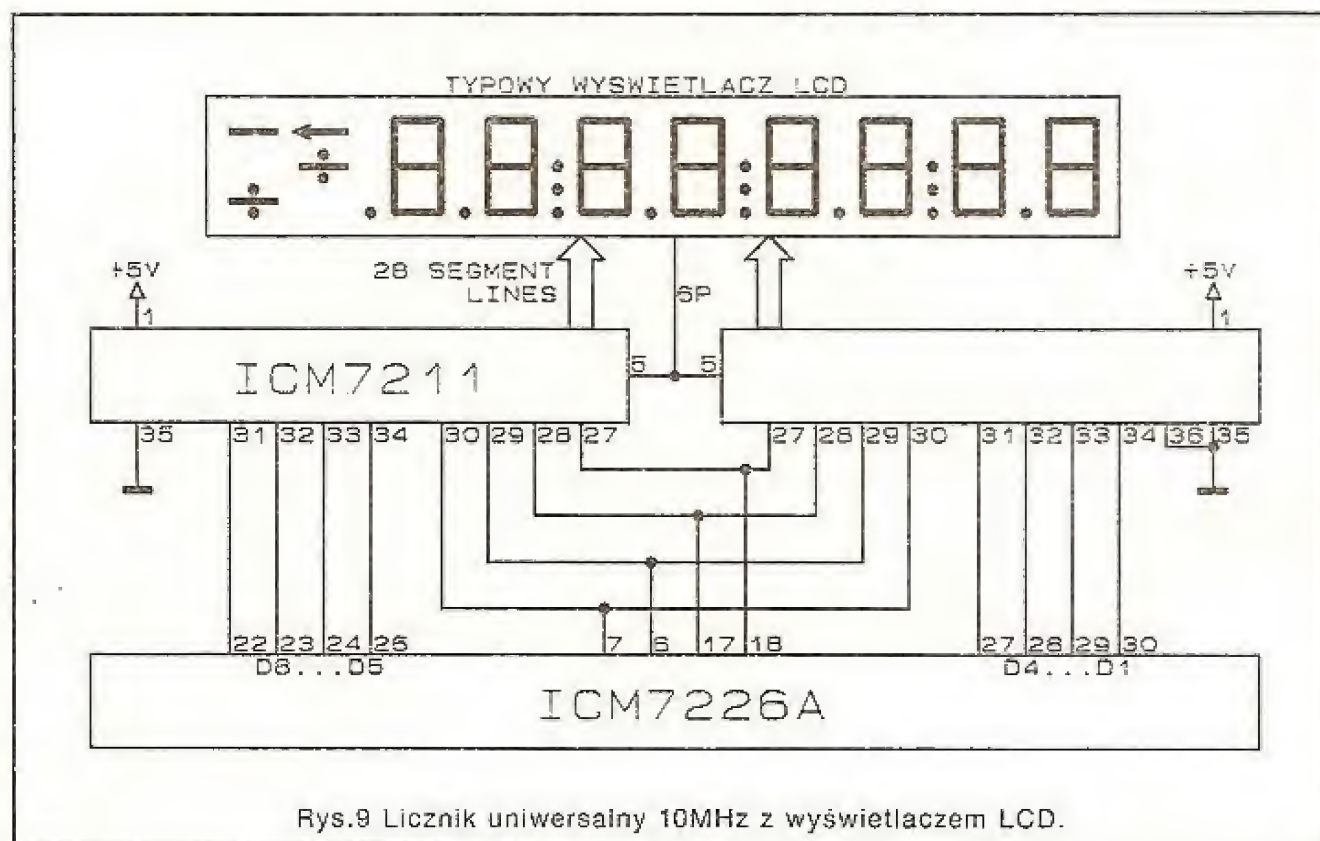 TYPOWY WYSWIETLACZ LCD
+5V
1
28 SEGMENT
LINES
6P
+5V
1
ICM7211
5
5
35
31 32 33 34
30 29 28 27
27 28 29 30
31 32 33 34
36 35
22 23 24 26
D8...D5
7 6 17 18
27 28 29 30
D4...D1
ICM7226A
Rys.9 Licznik uniwersalny 10MHz z wyświetlaczem LCD.